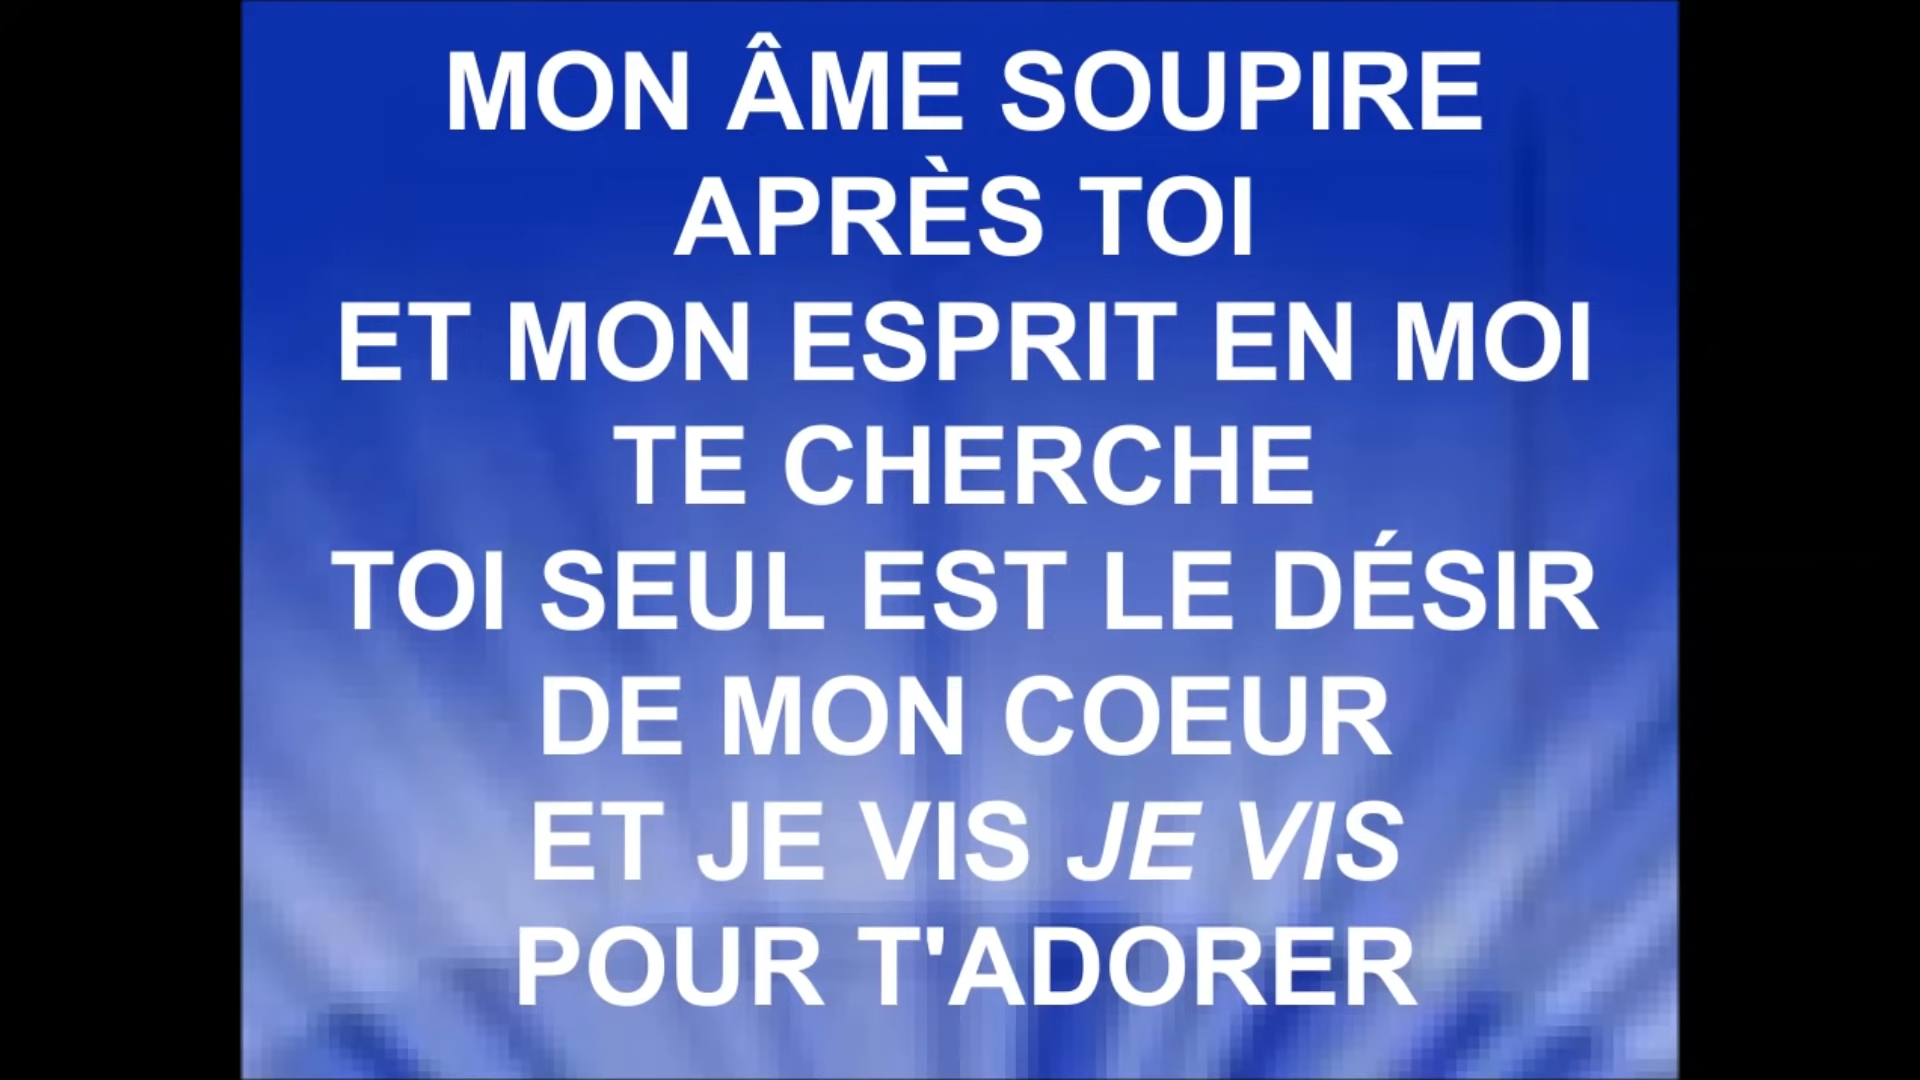 MON ÂME SOUPIRE
APRÈS TOI
ET MON ESPRIT EN MOI
TE CHERCHE
TOI SEUL EST LE DÉSIR
DE MON COEUR
ET JE VIS JE VIS
POUR T'ADORER